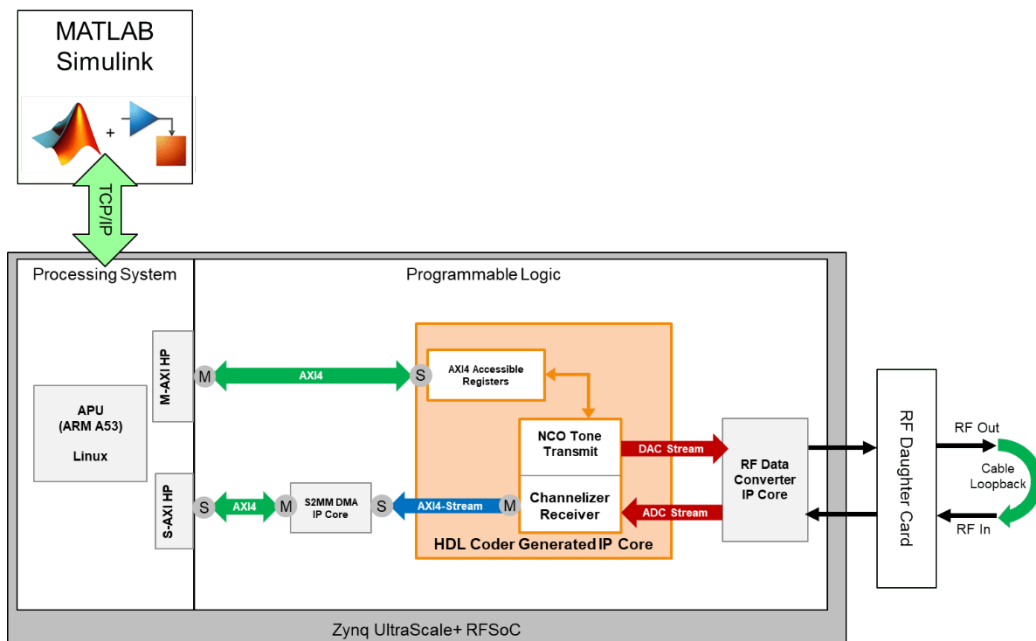 MATLAB
Simulink
+
TCP/IP
Processing System
Programmable Logic
M-AXI HP
M
AXI4
S
AXI4 Accessible
Registers
APU
(ARM A53)
Linux
NCO Tone
Transmit
DAC Stream
RF Data
Converter
IP Core
RF Daughter Card
RF Out
Cable
Loopback
RF In
S-AXI HP
S
AXI4
M
S2MM DMA
IP Core
S
AXI4-Stream
M
Channelizer
Receiver
ADC Stream
HDL Coder Generated IP Core
Zynq UltraScale+ RFSoC